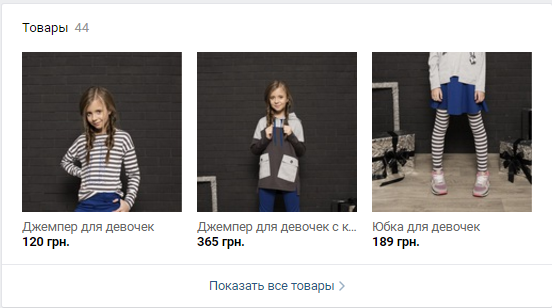 Товары 44
Джемпер для девочек
120 грн.
Джемпер для девочек с к...
365 грн.
Юбка для девочек
189 грн.
Показать все товары